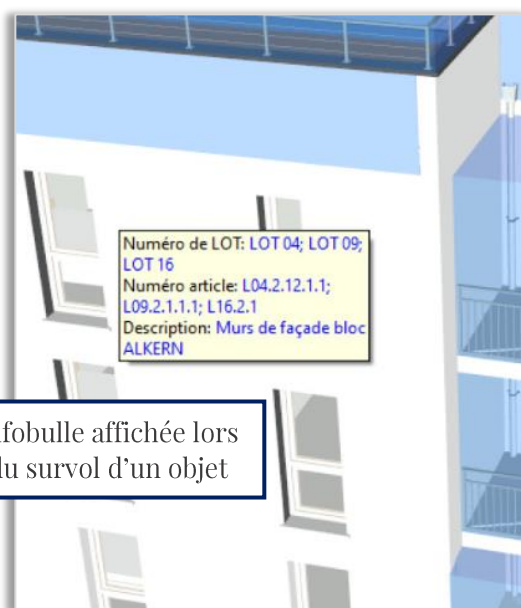 Numéro de LOT: LOT 04; LOT 09;
LOT 16
Numéro article: L04.2.12.1.1;
L09.2.1.1.1; L16.2.1
Description: Murs de façade bloc
ALKERN
fobulle affichée lors
du survol d’un objet